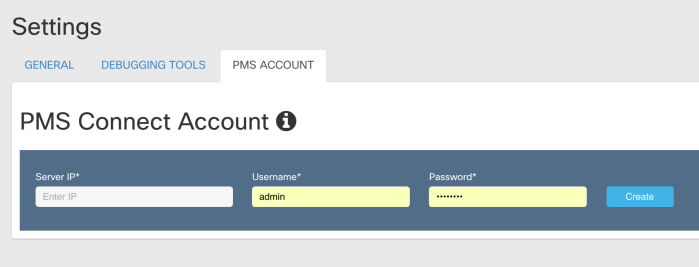 Settings
GENERAL DEBUGGING TOOLS PMS ACCOUNT
PMS Connect Account
Server IP* Username* Password*
Enter IP admin •••••••• Create